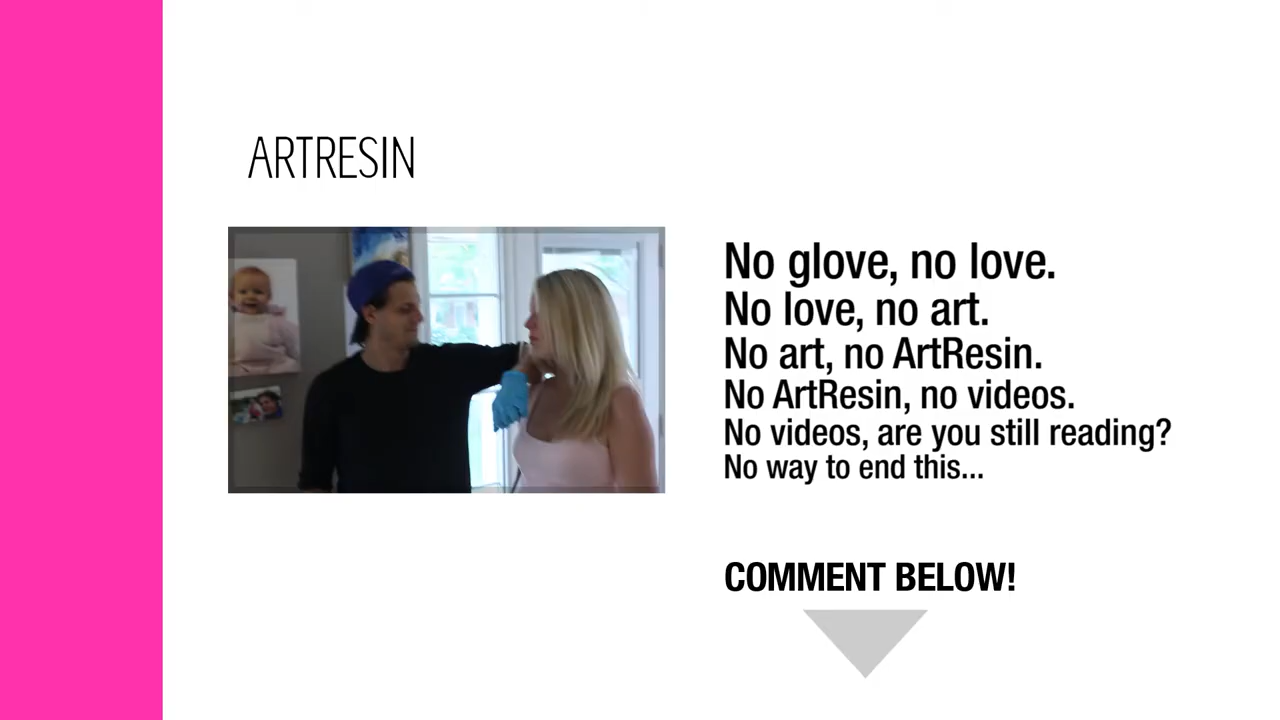 ARTRESIN
No glove, no love.
No love, no art.
No art, no ArtResin.
No ArtResin, no videos.
No videos, are you still reading?
No way to end this...
COMMENT BELOW!